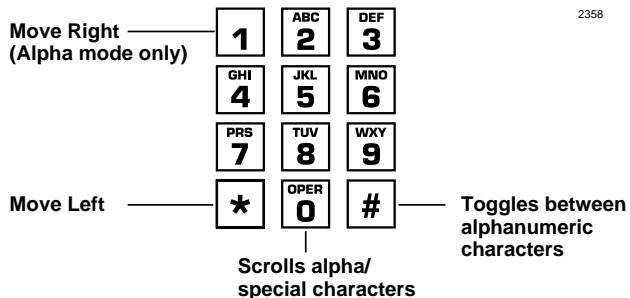 2358
Move Right
(Alpha mode only)
1
ABC
2
DEF
3
GHI
4
JKL
5
MNO
6
PRS
7
TUV
8
WXY
9
Move Left
*
OPER
0
#
Toggles between
alphanumeric
characters
Scrolls alpha/
special characters